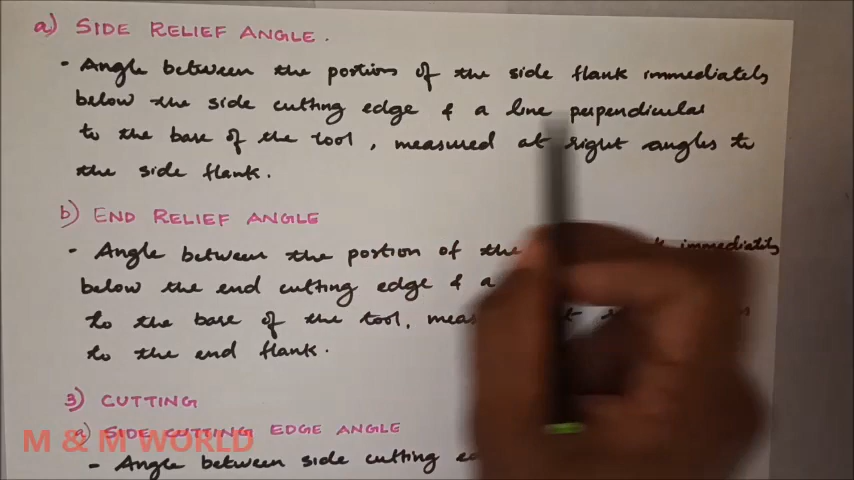 a) SIDE RELIEF ANGLE.
- Angle between the portion of the side flank immediately
below the side cutting edge & a line perpendicular
to the base of the tool, measured at right angles to
the side flank.
b) END RELIEF ANGLE
- Angle between the portion of the immediately
below the end cutting edge & a
to the base of the tool,
to the end flank.
3) CUTTING
a) SIDE CUTTING EDGE ANGLE
M & M WORLD
- Angle between side cutting